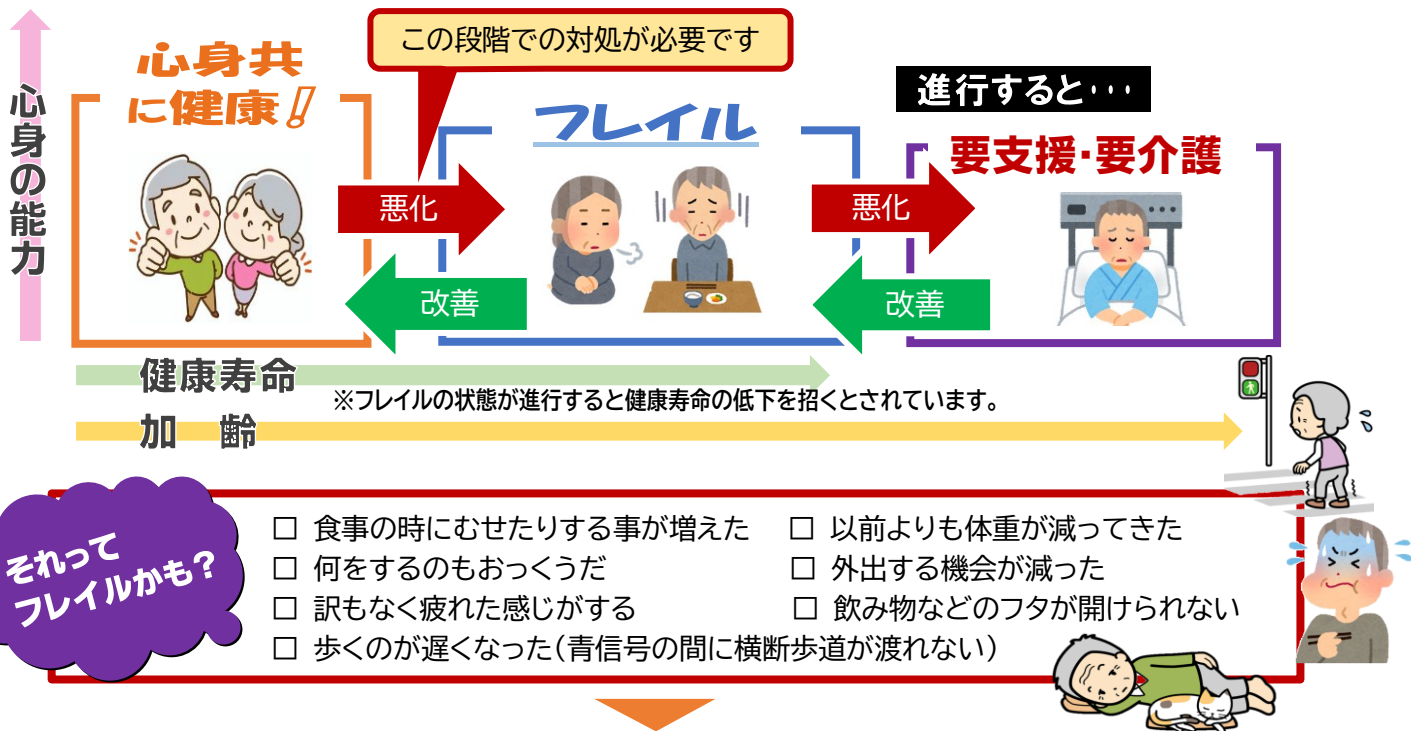 この段階での対処が必要です
心身共
に健康!
フレイル
進行すると・・・
要支援・要介護
心身の能力
悪化
悪化
改善
改善
健康寿命
※フレイルの状態が進行すると健康寿命の低下を招くとされています。
加　齢
それって
フレイルかも？
□ 食事の時にむせたりする事が増えた
□ 以前よりも体重が減ってきた
□ 何をするのもおっくうだ
□ 外出する機会が減った
□ 訳もなく疲れた感じがする
□ 飲み物などのフタが開けられない
□ 歩くのが遅くなった(青信号の間に横断歩道が渡れない)